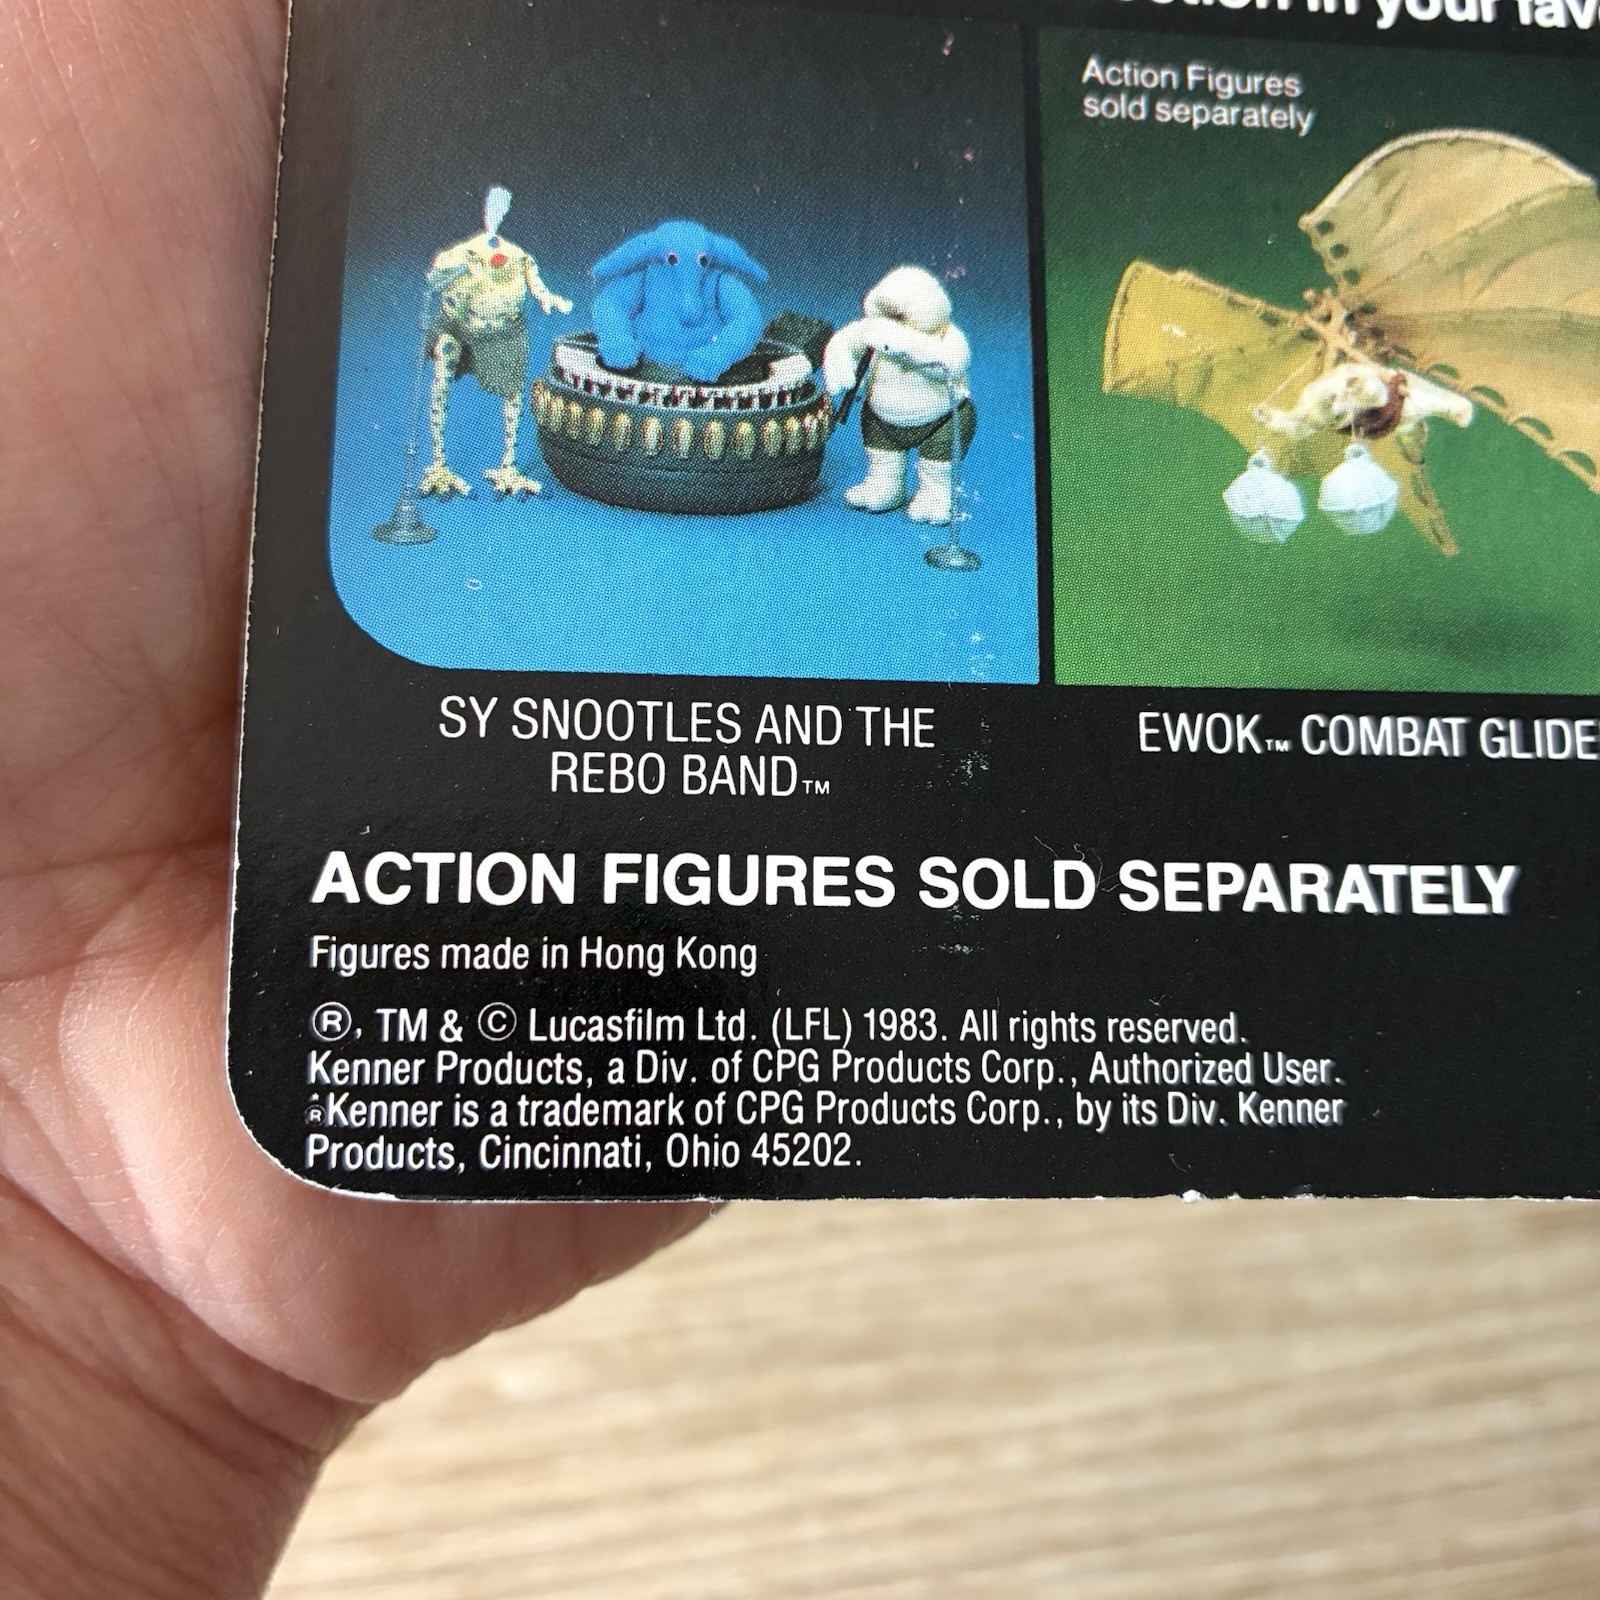 in your
Action Figures
sold separately
SY SNOOTLES AND THE
REBO BAND™
EWOK™ COMBAT GLIDE
ACTION FIGURES SOLD SEPARATELY
Figures made in Hong Kong
®, TM & © Lucasfilm Ltd. (LFL) 1983. All rights reserved.
Kenner Products, a Div. of CPG Products Corp., Authorized User.
®Kenner is a trademark of CPG Products Corp., by its Div. Kenner
Products, Cincinnati, Ohio 45202.